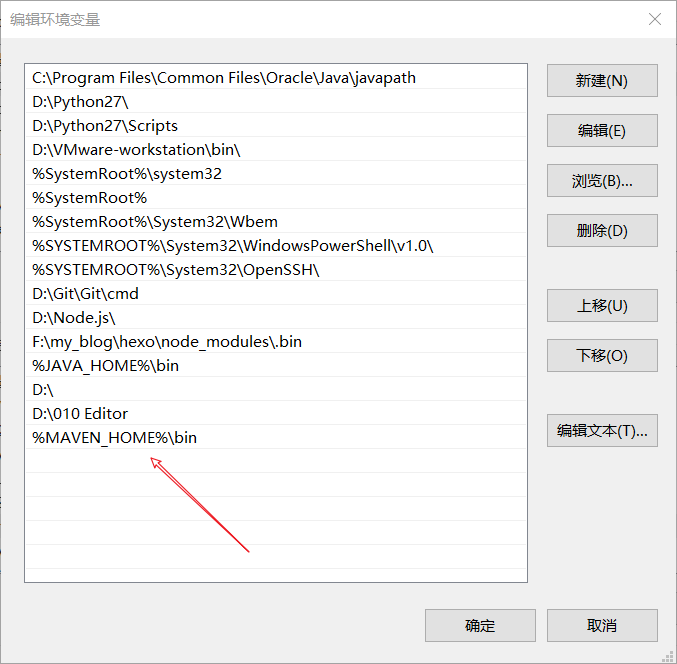 编辑环境变量
C:\Program Files\Common Files\Oracle\Java\javapath
D:\Python27\
D:\Python27\Scripts
D:\VMware-workstation\bin\
%SystemRoot%\system32
%SystemRoot%
%SystemRoot%\System32\Wbem
%SYSTEMROOT%\System32\WindowsPowerShell\v1.0\
%SYSTEMROOT%\System32\OpenSSH\
D:\Git\Git\cmd
D:\Node.js\
F:\my_blog\hexo\node_modules\.bin
%JAVA_HOME%\bin
D:\
D:\010 Editor
%MAVEN_HOME%\bin
新建(N)
编辑(E)
浏览(B)...
删除(D)
上移(U)
下移(O)
编辑文本(T)...
确定
取消